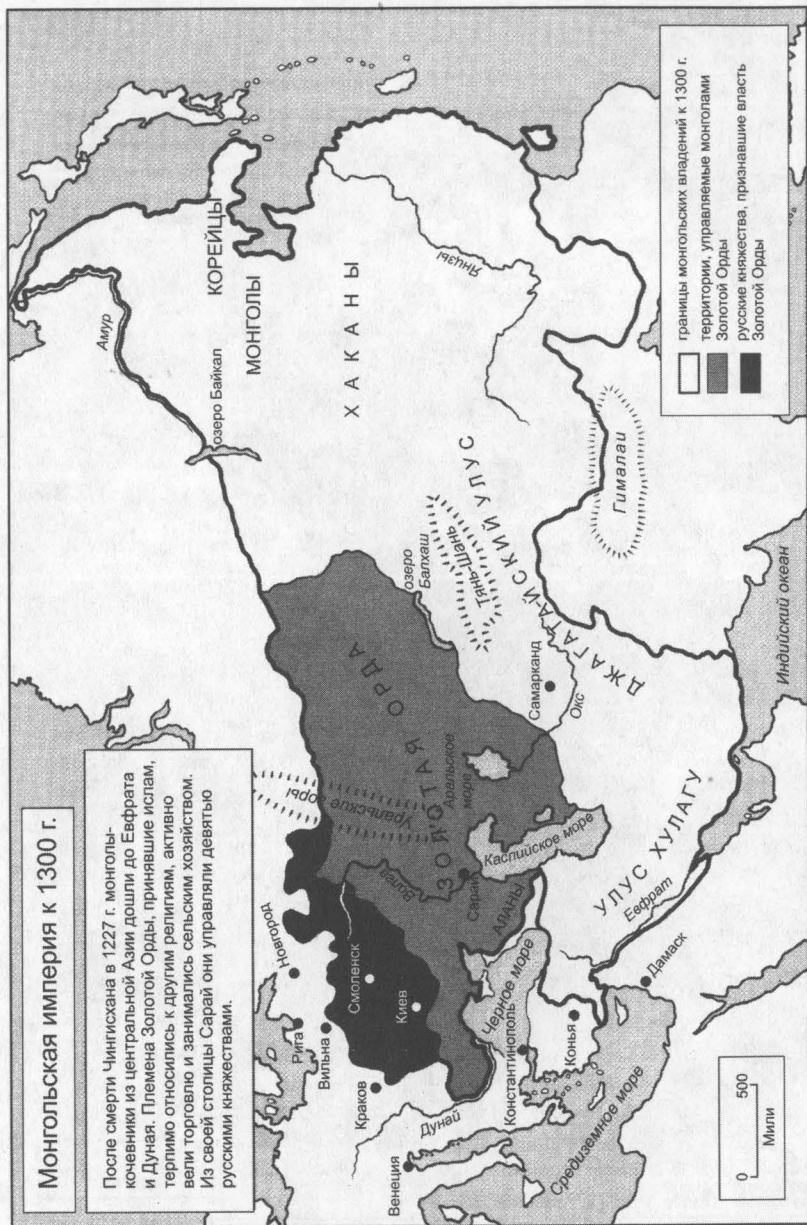 Монгольская империя к 1300 г.
После смерти Чингисхана в 1227 г. монголы-
кочевники из центральной Азии дошли до Евфрата
и Дуная. Племена Золотой Орды, принявшие ислам,
терпимо относились к другим религиям, активно
вели торговлю и занимались сельским хозяйством.
Из своей столицы Сарай они управляли девятью
русскими княжествами.
Уральские горы
Новгород
Рига
Вильна
Смоленск
Киев
Краков
Дунай
Венеция
Волга
ЗОЛОТАЯ ОРДА
Сарай
АЛАНЫ
Черное море
Константинополь
Конья
Средиземное море
Дамаск
Каспийское море
Аральское
море
Самарканд
Окс
озеро
Балхаш
Тянь-Шань
ДЖАГАТАИСКИЙ УЛУС
УЛУС ХУЛАГУ
Евфрат
Индийский океан
Гималаи
ХАКАНЫ
Янцзы
МОНГОЛЫ
КОРЕЙЦЫ
озеро Байкал
Амур
0 500
Мили
границы монгольских владений к 1300 г.
территории, управляемые монголами
Золотой Орды
русские княжества, признавшие власть
Золотой Орды